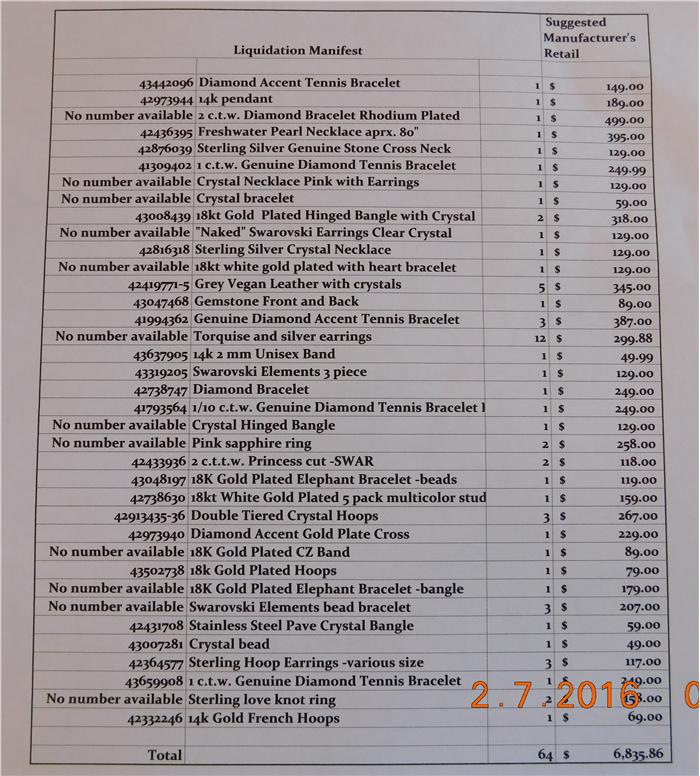 Liquidation Manifest
Suggested
Manufacturer's
Retail
43442096 Diamond Accent Tennis Bracelet 1 $ 149.00
42973944 14k pendant 1 $ 189.00
No number available 2 c.t.w. Diamond Bracelet Rhodium Plated 1 $ 499.00
42436395 Freshwater Pearl Necklace aprx. 80" 1 $ 395.00
42876039 Sterling Silver Genuine Stone Cross Neck 1 $ 129.00
41309402 1 c.t.w. Genuine Diamond Tennis Bracelet 1 $ 249.99
No number available Crystal Necklace Pink with Earrings 1 $ 129.00
No number available Crystal bracelet 1 $ 59.00
43008439 18kt Gold Plated Hinged Bangle with Crystal 2 $ 318.00
No number available "Naked" Swarovski Earrings Clear Crystal 1 $ 129.00
42816318 Sterling Silver Crystal Necklace 1 $ 129.00
No number available 18kt white gold plated with heart bracelet 1 $ 129.00
42419771-5 Grey Vegan Leather with crystals 5 $ 345.00
43047468 Gemstone Front and Back 1 $ 89.00
41994362 Genuine Diamond Accent Tennis Bracelet 3 $ 387.00
No number available Torquise and silver earrings 12 $ 299.88
43637905 14k 2 mm Unisex Band 1 $ 49.99
43319205 Swarovski Elements 3 piece 1 $ 129.00
42738747 Diamond Bracelet 1 $ 249.00
41793564 1/10 c.t.w. Genuine Diamond Tennis Bracelet 1 $ 249.00
No number available Crystal Hinged Bangle 1 $ 129.00
No number available Pink sapphire ring 2 $ 258.00
42433936 2 c.t.t.w. Princess cut -SWAR 2 $ 118.00
43048197 18K Gold Plated Elephant Bracelet -beads 1 $ 119.00
42738630 18kt White Gold Plated 5 pack multicolor stud 1 $ 159.00
42913435-36 Double Tiered Crystal Hoops 3 $ 267.00
42973940 Diamond Accent Gold Plate Cross 1 $ 229.00
No number available 18K Gold Plated CZ Band 1 $ 89.00
43502738 18k Gold Plated Hoops 1 $ 79.00
No number available 18K Gold Plated Elephant Bracelet -bangle 1 $ 179.00
No number available Swarovski Elements bead bracelet 3 $ 207.00
42431708 Stainless Steel Pave Crystal Bangle 1 $ 59.00
43007281 Crystal bead 1 $ 49.00
42364577 Sterling Hoop Earrings -various size 3 $ 117.00
43659908 1 c.t.w. Genuine Diamond Tennis Bracelet 1 $ 249.00
No number available Sterling love knot ring 2 $ 158.00
42332246 14k Gold French Hoops 1 $ 69.00
Total 64 $ 6,835.86
2.7.2016 0